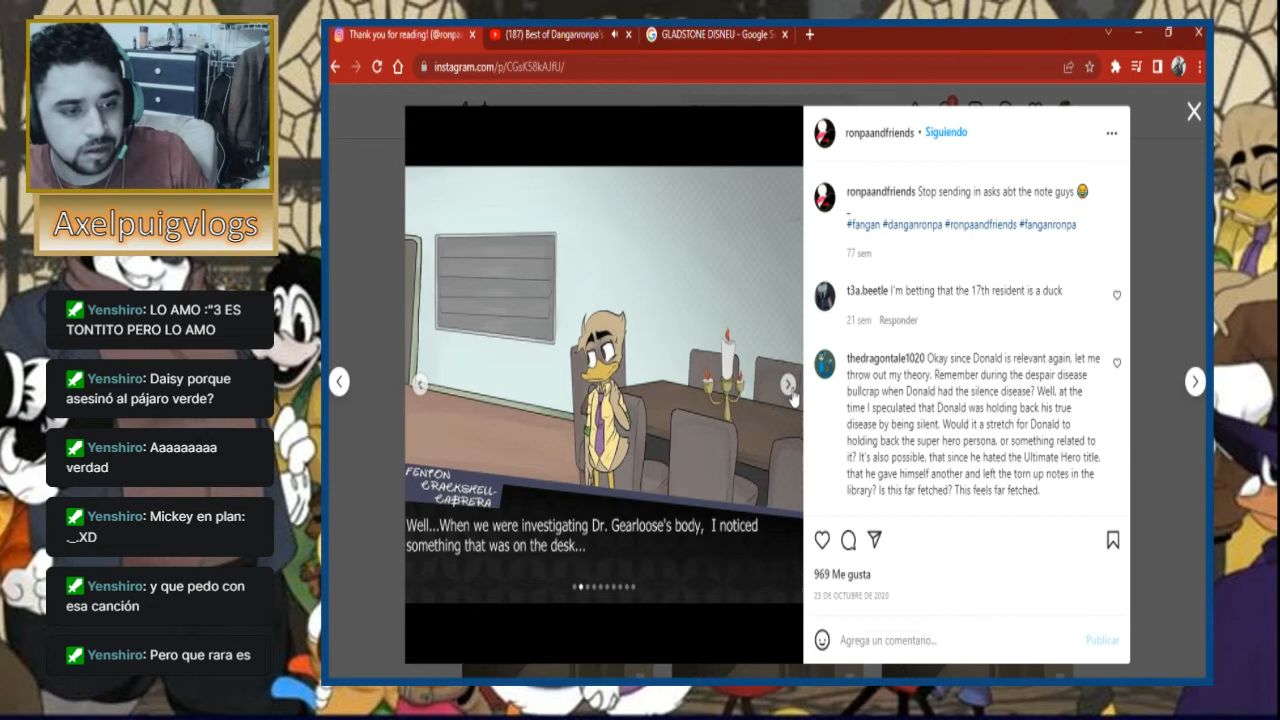 Thank you for reading! (@ronpa
(187) Best of Danganronpa's
GLADSTONE DISNEU - Google S
instagram.com/p/CGsK58kAJfU/
Axelpuigvlogs
Yenshiro: LO AMO :"3 ES
TONTITO PERO LO AMO
Yenshiro: Daisy porque
asesinó al pájaro verde?
Yenshiro: Aaaaaaaaa
verdad
Yenshiro: Mickey en plan:
._.XD
Yenshiro: y que pedo con
esa canción
Yenshiro: Pero que rara es
FENTON
CRACKSHELL-
CABRERA
Well...When we were investigating Dr. Gearloose's body, I noticed
something that was on the desk...
ronpaandfriends • Siguiendo
ronpaandfriends Stop sending in asks abt the note guys 😂
_
#fangan #danganronpa #ronpaandfriends #fanganronpa
77 sem
t3a.beetle I'm betting that the 17th resident is a duck
21 sem Responder
thedragontale1020 Okay since Donald is relevant again, let me
throw out my theory. Remember during the despair disease
bullcrap when Donald had the silence disease? Well, at the
time I speculated that Donald was holding back his true
disease by being silent. Would it a stretch for Donald to
holding back the super hero persona, or something related to
it? It's also possible, that since he hated the Ultimate Hero title,
that he gave himself another and left the torn up notes in the
library? Is this far fetched? This feels far fetched.
969 Me gusta
23 DE OCTUBRE DE 2020
Agrega un comentario...
Publicar